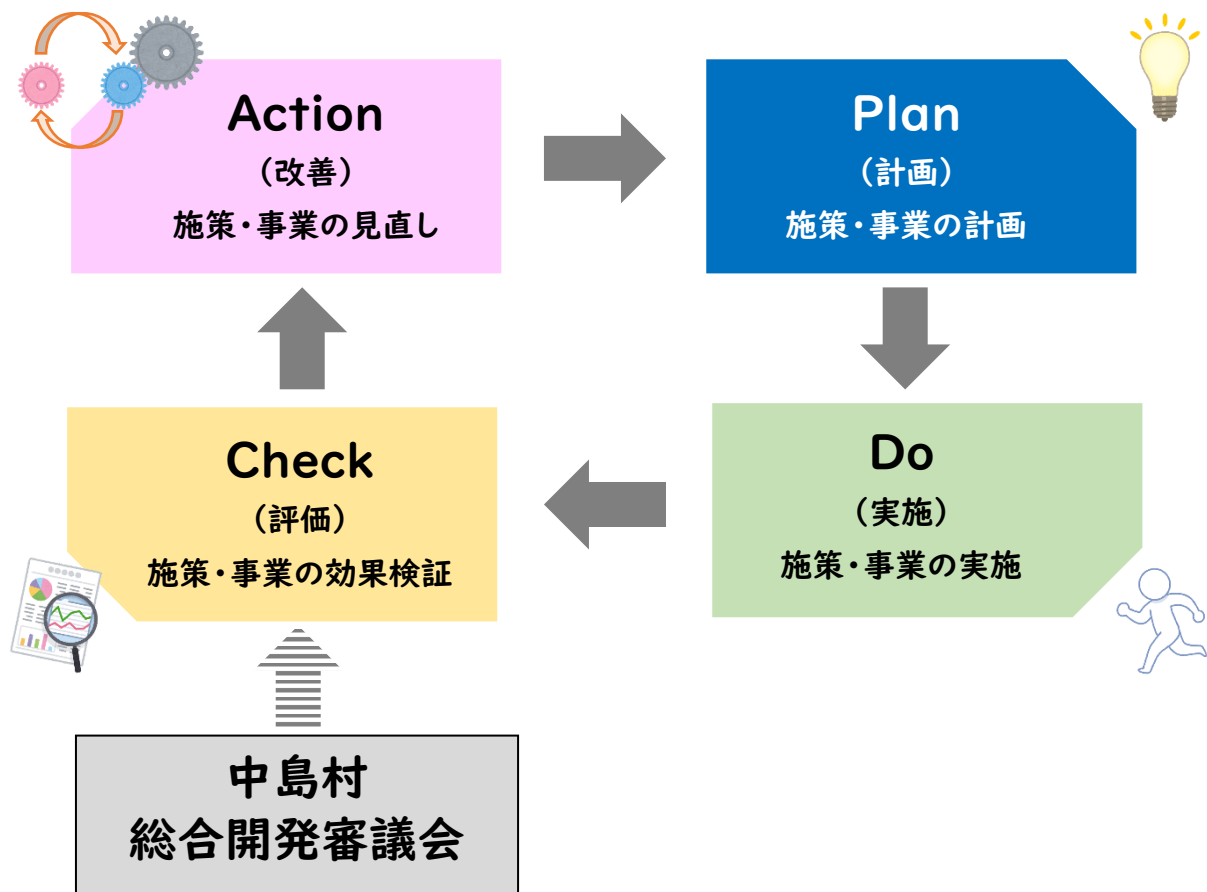 Action
（改善）
施策・事業の見直し
Plan
（計画）
施策・事業の計画
Check
（評価）
施策・事業の効果検証
Do
（実施）
施策・事業の実施
中島村
総合開発審議会